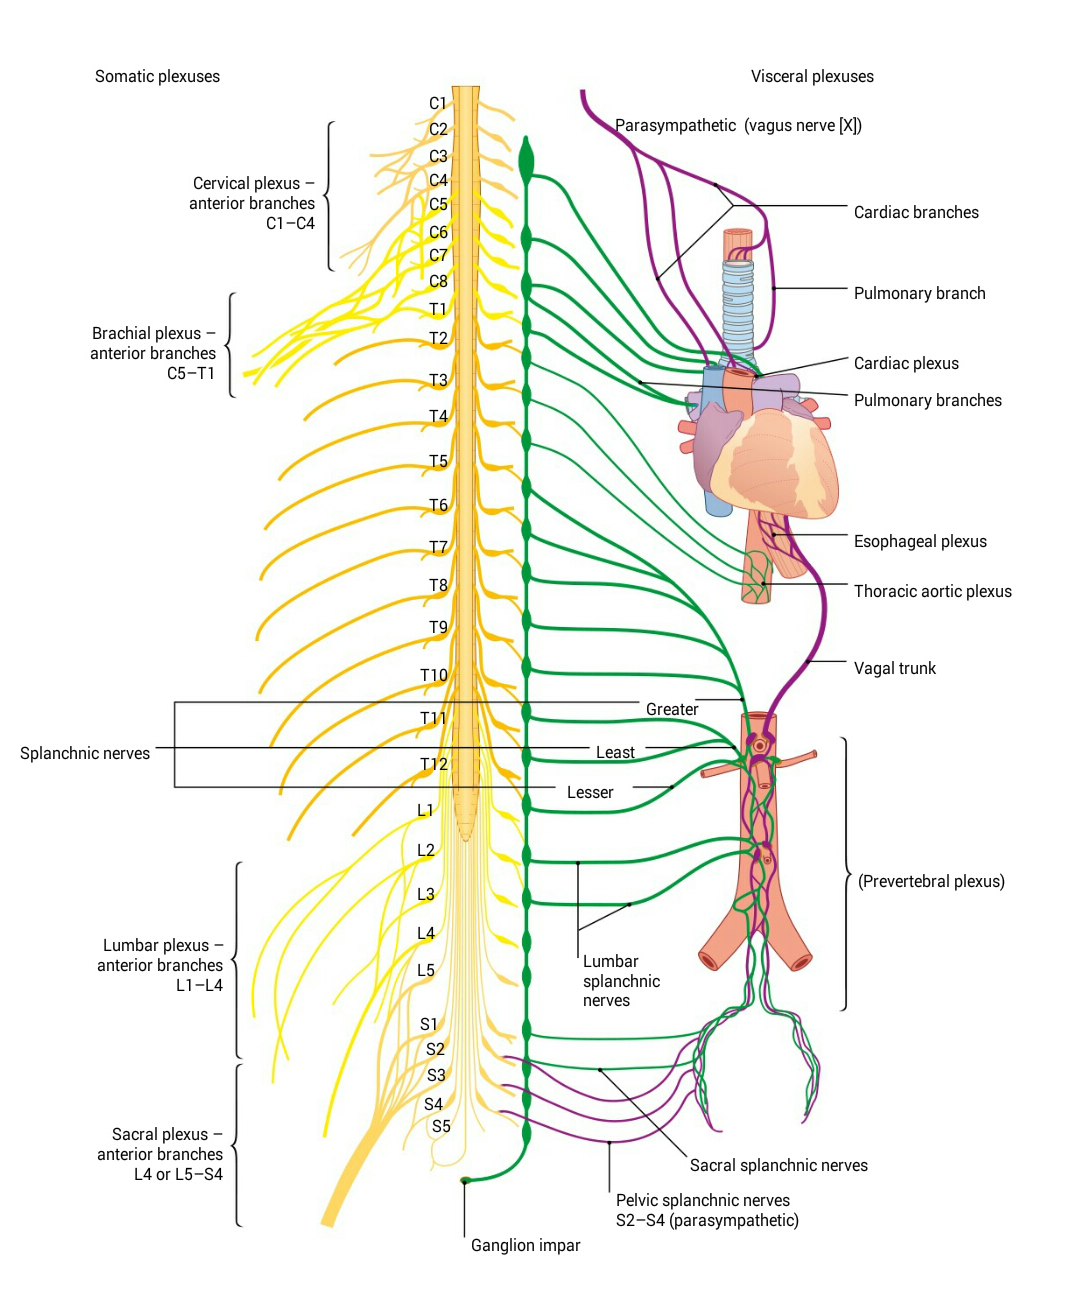 Somatic plexuses
Visceral plexuses
Parasympathetic (vagus nerve [X])
C1
C2
C3
C4
C5
C6
C7
C8
T1
T2
T3
T4
T5
T6
T7
T8
T9
T10
T11
T12
L1
L2
L3
L4
L5
S1
S2
S3
S4
S5
Cervical plexus –
anterior branches
C1–C4
Brachial plexus –
anterior branches
C5–T1
Splanchnic nerves
Lumbar plexus –
anterior branches
L1–L4
Sacral plexus –
anterior branches
L4 or L5–S4
Cardiac branches
Pulmonary branch
Cardiac plexus
Pulmonary branches
Esophageal plexus
Thoracic aortic plexus
Vagal trunk
Greater
Least
Lesser
(Prevertebral plexus)
Lumbar
splanchnic
nerves
Sacral splanchnic nerves
Pelvic splanchnic nerves
S2–S4 (parasympathetic)
Ganglion impar